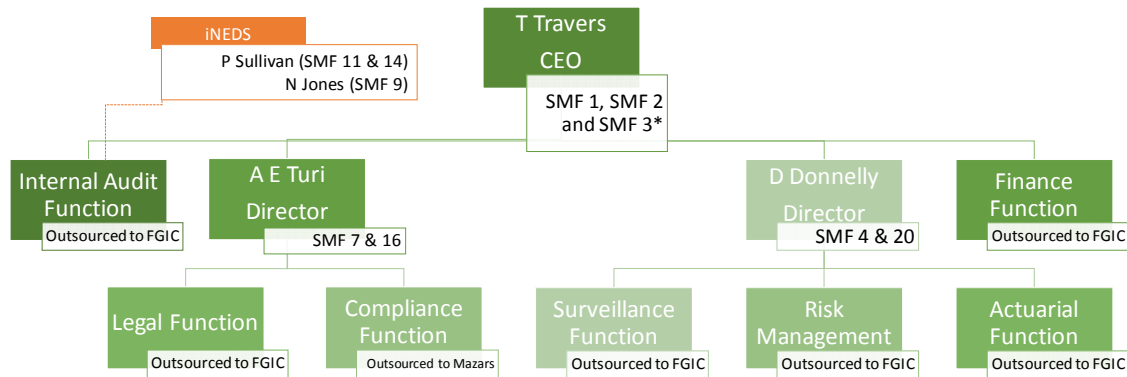 iNEDS
P Sullivan (SMF 11 & 14)
N Jones (SMF 9)
T Travers
CEO
SMF 1, SMF 2
and SMF 3*
Internal Audit
Function
Outsourced to FGIC
A E Turi
Director
SMF 7 & 16
D Donnelly
Director
SMF 4 & 20
Finance
Function
Outsourced to FGIC
Legal Function
Outsourced to FGIC
Compliance
Function
Outsourced to Mazars
Surveillance
Function
Outsourced to FGIC
Risk
Management
Outsourced to FGIC
Actuarial
Function
Outsourced to FGIC